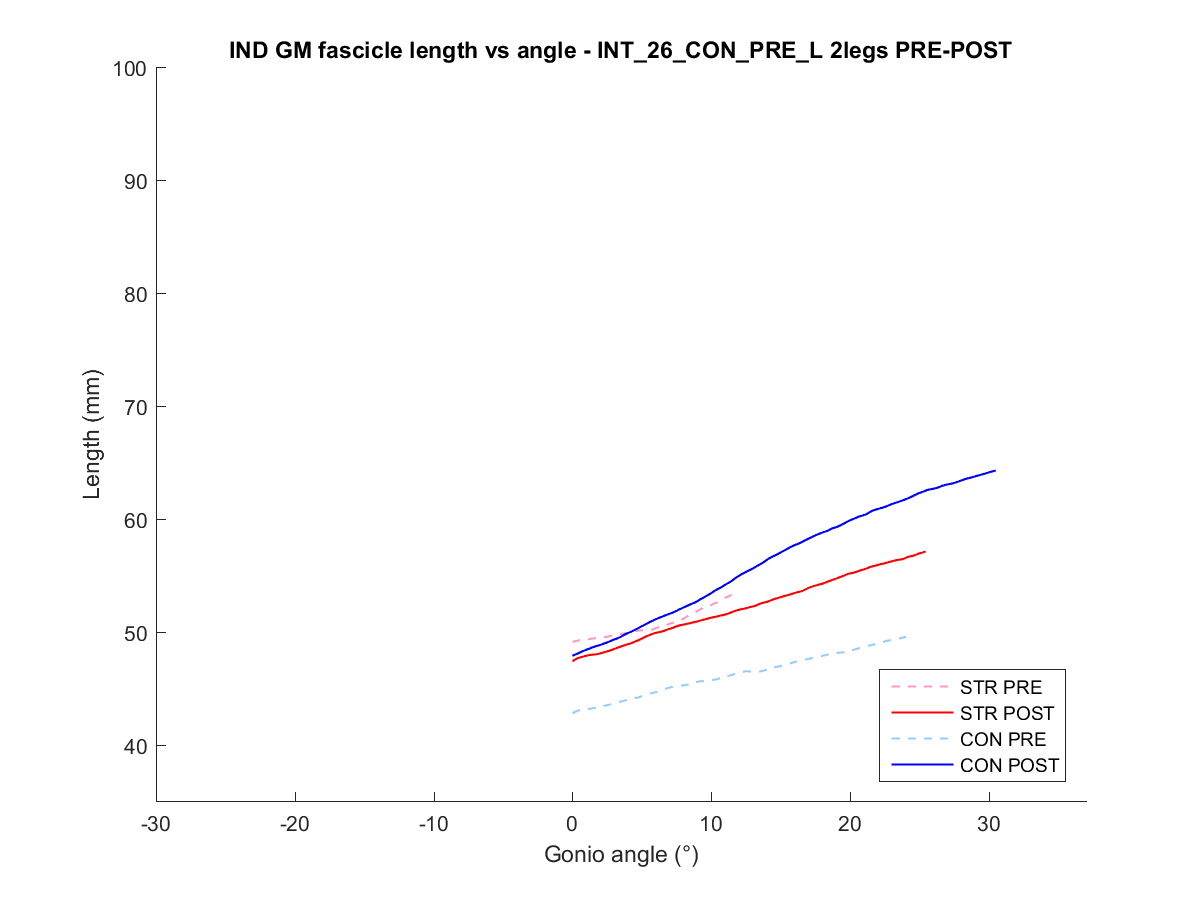 IND GM fascicle length vs angle - INT_26_CON_PRE_L 2legs PRE-POST
100
90
80
70
60
50
40
Length (mm)
-30
-20
-10
0
10
20
30
Gonio angle (°)
STR PRE
STR POST
CON PRE
CON POST